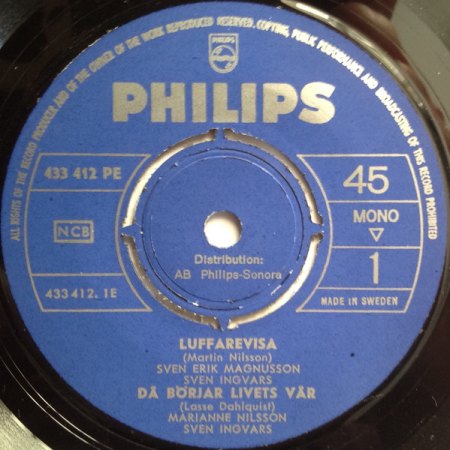 ALL RIGHTS OF THE RECORD PRODUCER AND OF THE OWNER OF THE WORK REPRODUCED RESERVED. COPYING, PUBLIC PERFORMANCE AND BROADCASTING OF THIS RECORD PROHIBITED
PHILIPS
PHILIPS
433 412 PE
45
NCB
MONO
1
433 412. 1E
MADE IN SWEDEN
Distribution:
AB Philips-Sonora
LUFFAREVISA
(Martin Nilsson)
SVEN ERIK MAGNUSSON
SVEN INGVARS
DÅ BÖRJAR LIVETS VÅR
(Lasse Dahlquist)
MARIANNE NILSSON
SVEN INGVARS